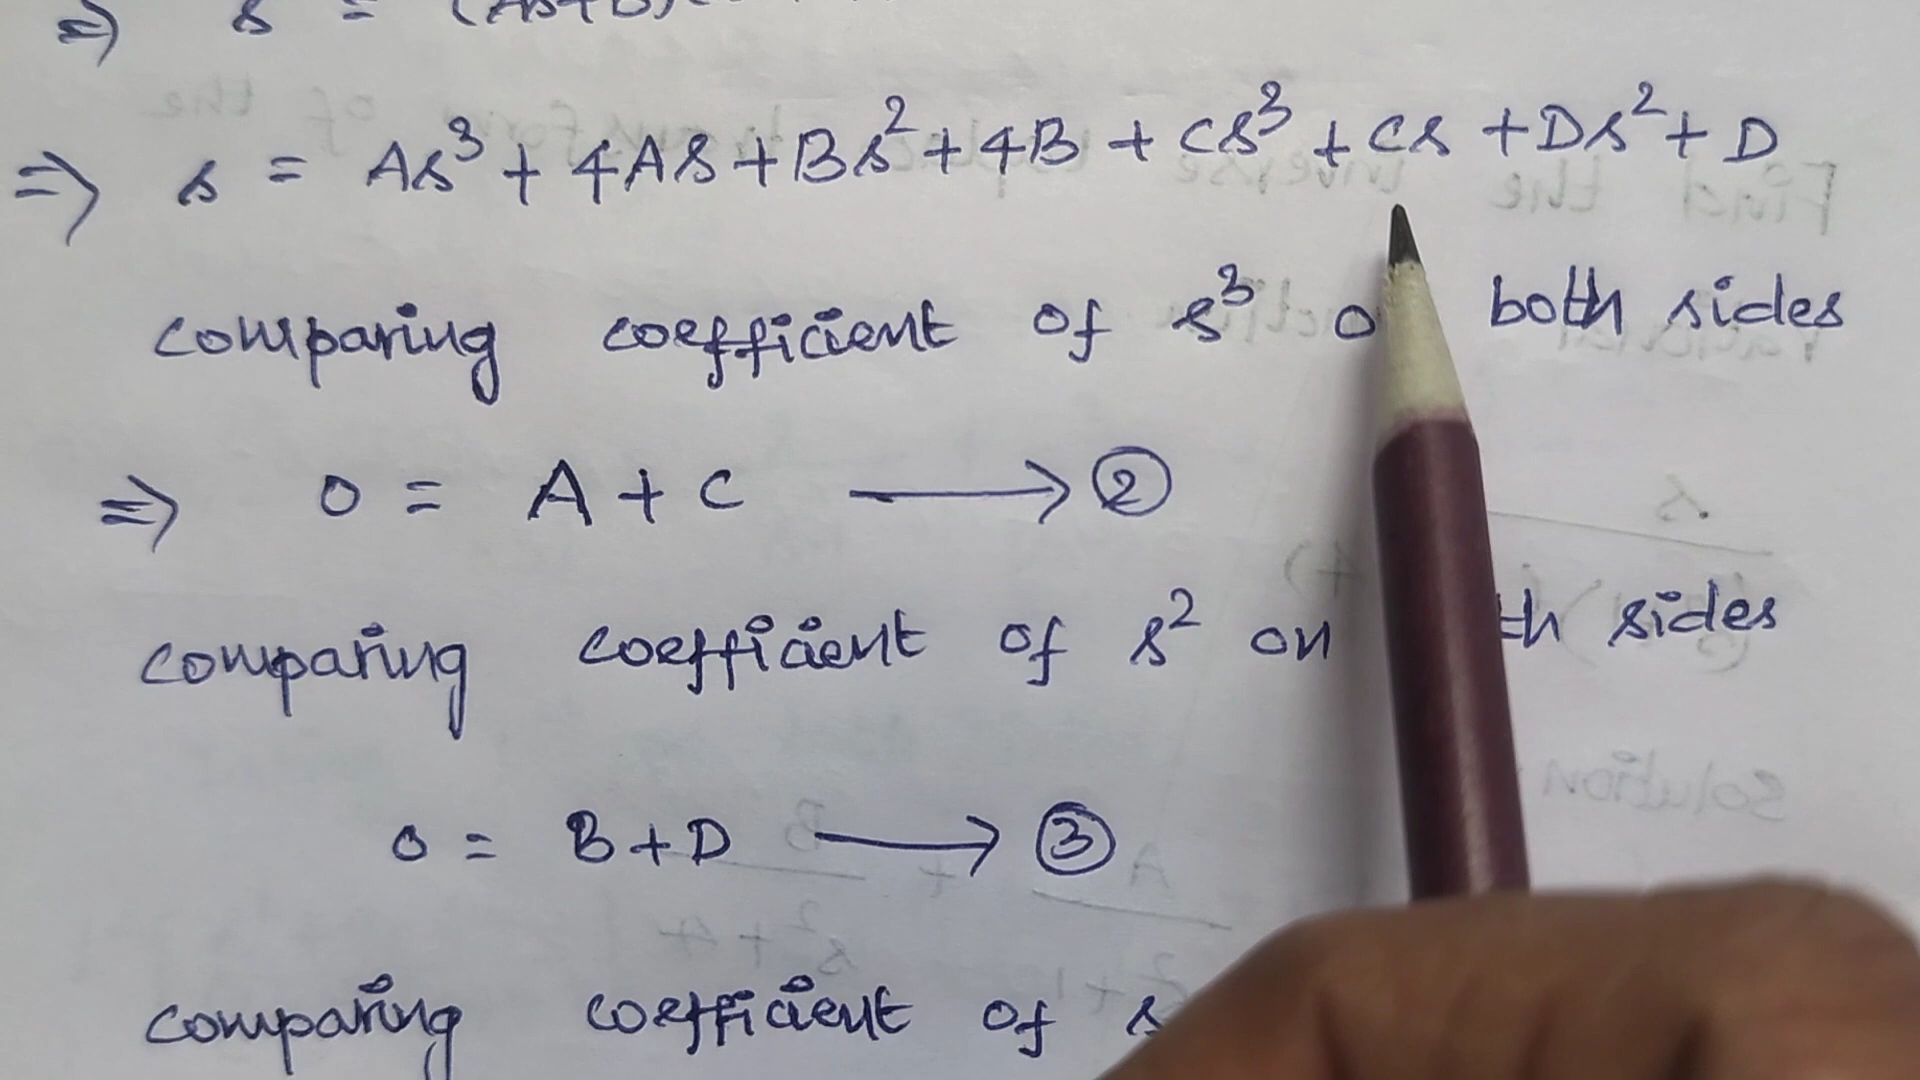 ⇒ s =
⇒ s = As³ + 4As + Bs² + 4B + Cs³ + Cs + Ds² + D
comparing coefficient of s³ both sides
⇒ 0 = A + C ⟶ ②
comparing coefficient of s² on sides
0 = B + D ⟶ ③
comparing coefficient of s